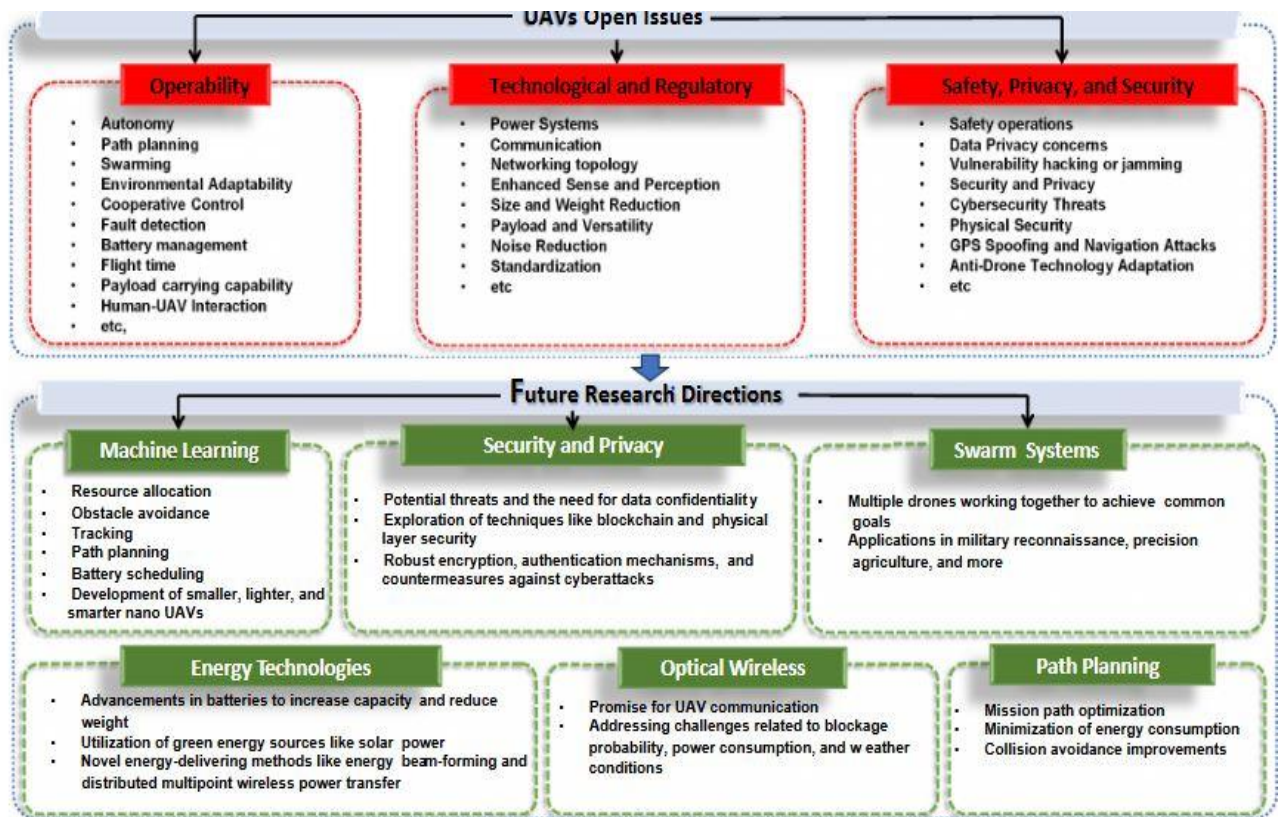 UAVs Open Issues
Operability
Autonomy
Path planning
Swarming
Environmental Adaptability
Cooperative Control
Fault detection
Battery management
Flight time
Payload carrying capability
Human-UAV Interaction
etc,
Technological and Regulatory
Power Systems
Communication
Networking topology
Enhanced Sense and Perception
Size and Weight Reduction
Payload and Versatility
Noise Reduction
Standardization
etc
Safety, Privacy, and Security
Safety operations
Data Privacy concerns
Vulnerability hacking or jamming
Security and Privacy
Cybersecurity Threats
Physical Security
GPS Spoofing and Navigation Attacks
Anti-Drone Technology Adaptation
etc
Future Research Directions
Machine Learning
Resource allocation
Obstacle avoidance
Tracking
Path planning
Battery scheduling
Development of smaller, lighter, and
smarter nano UAVs
Security and Privacy
Potential threats and the need for data confidentiality
Exploration of techniques like blockchain and physical
layer security
Robust encryption, authentication mechanisms, and
countermeasures against cyberattacks
Swarm Systems
Multiple drones working together to achieve common
goals
Applications in military reconnaissance, precision
agriculture, and more
Energy Technologies
Advancements in batteries to increase capacity and reduce
weight
Utilization of green energy sources like solar power
Novel energy-delivering methods like energy beam-forming and
distributed multipoint wireless power transfer
Optical Wireless
Promise for UAV communication
Addressing challenges related to blockage
probability, power consumption, and weather
conditions
Path Planning
Mission path optimization
Minimization of energy consumption
Collision avoidance improvements